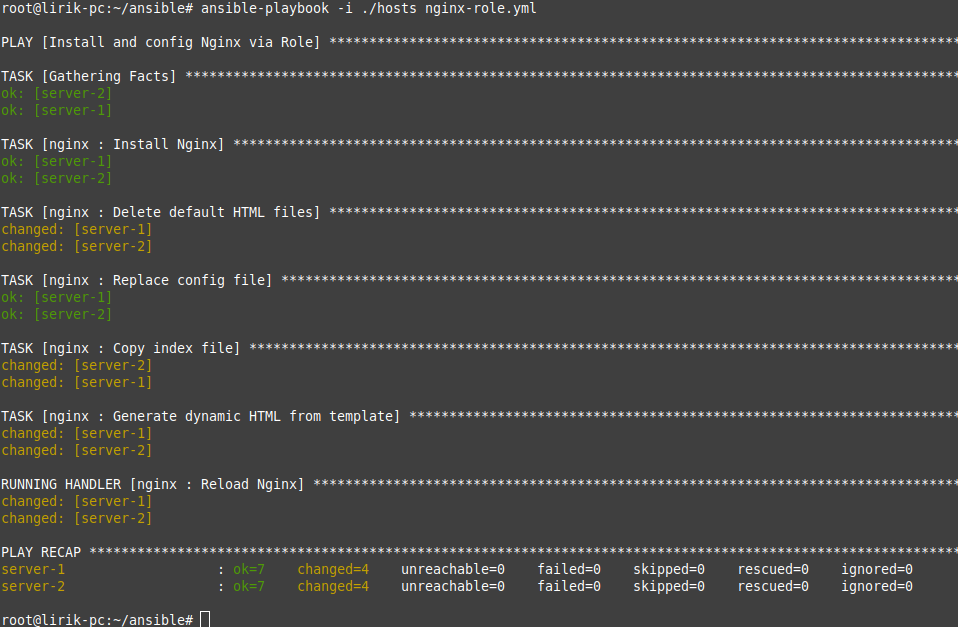 root@lirik-pc:~/ansible# ansible-playbook -i ./hosts nginx-role.yml
PLAY [Install and config Nginx via Role] *******************************************************************************
TASK [Gathering Facts] *************************************************************************************************
ok: [server-2]
ok: [server-1]
TASK [nginx : Install Nginx] *******************************************************************************************
ok: [server-1]
ok: [server-2]
TASK [nginx : Delete default HTML files] *******************************************************************************
changed: [server-1]
changed: [server-2]
TASK [nginx : Replace config file] *************************************************************************************
ok: [server-1]
ok: [server-2]
TASK [nginx : Copy index file] *****************************************************************************************
changed: [server-2]
changed: [server-1]
TASK [nginx : Generate dynamic HTML from template] *********************************************************************
changed: [server-1]
changed: [server-2]
RUNNING HANDLER [nginx : Reload Nginx] *********************************************************************************
changed: [server-1]
changed: [server-2]
PLAY RECAP *************************************************************************************************************
server-1                   : ok=7    changed=4    unreachable=0    failed=0    skipped=0    rescued=0    ignored=0
server-2                   : ok=7    changed=4    unreachable=0    failed=0    skipped=0    rescued=0    ignored=0
root@lirik-pc:~/ansible#